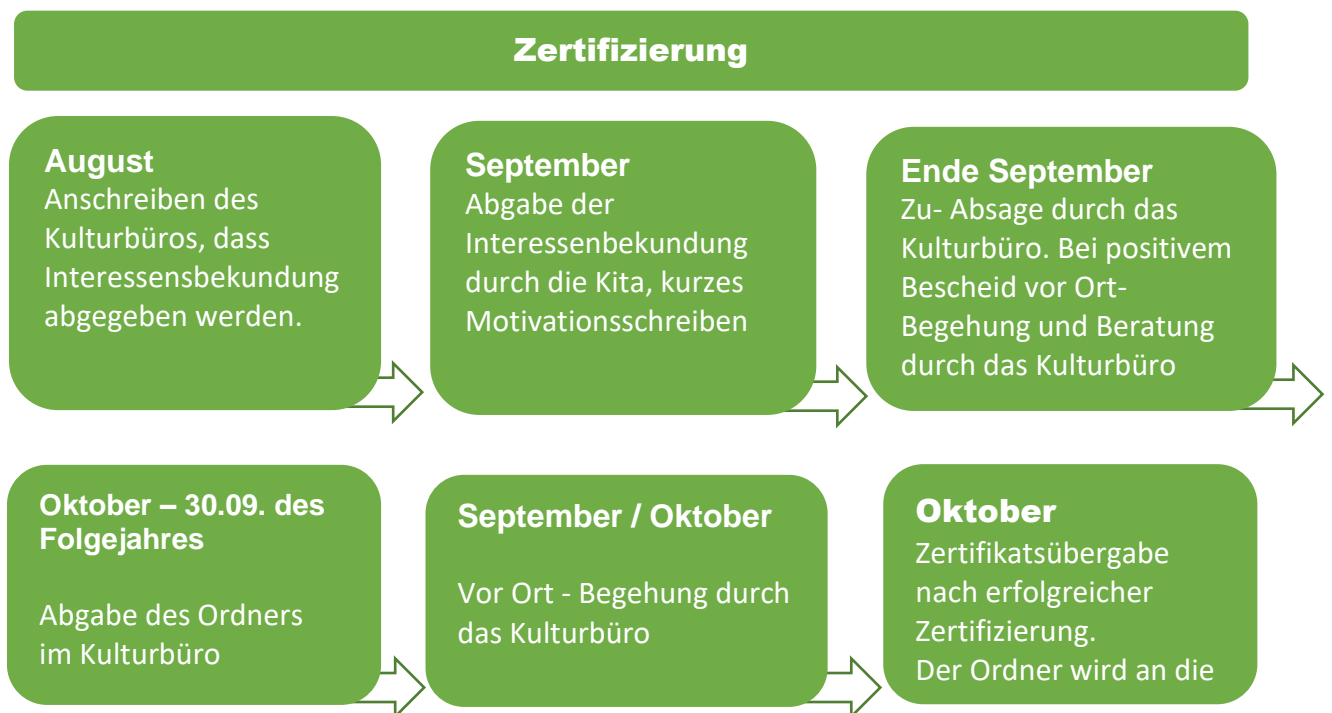 Zertifizierung
August
Anschreiben des
Kulturbüros, dass
Interessensbekundung
abgegeben werden.
September
Abgabe der
Interessenbekundung
durch die Kita, kurzes
Motivationsschreiben
Ende September
Zu- Absage durch das
Kulturbüro. Bei positivem
Bescheid vor Ort-
Begehung und Beratung
durch das Kulturbüro
Oktober – 30.09. des
Folgejahres
Abgabe des Ordners
im Kulturbüro
September / Oktober
Vor Ort - Begehung durch
das Kulturbüro
Oktober
Zertifikatsübergabe
nach erfolgreicher
Zertifizierung.
Der Ordner wird an die